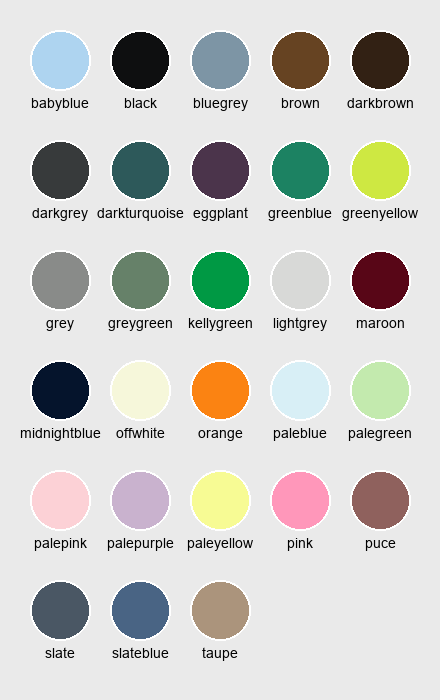 babyblue black bluegrey brown darkbrown
darkgrey darkturquoise eggplant greenblue greenyellow
grey greygreen kellygreen lightgrey maroon
midnightblue offwhite orange paleblue palegreen
palepink palepurple paleyellow pink puce
slate slateblue taupe